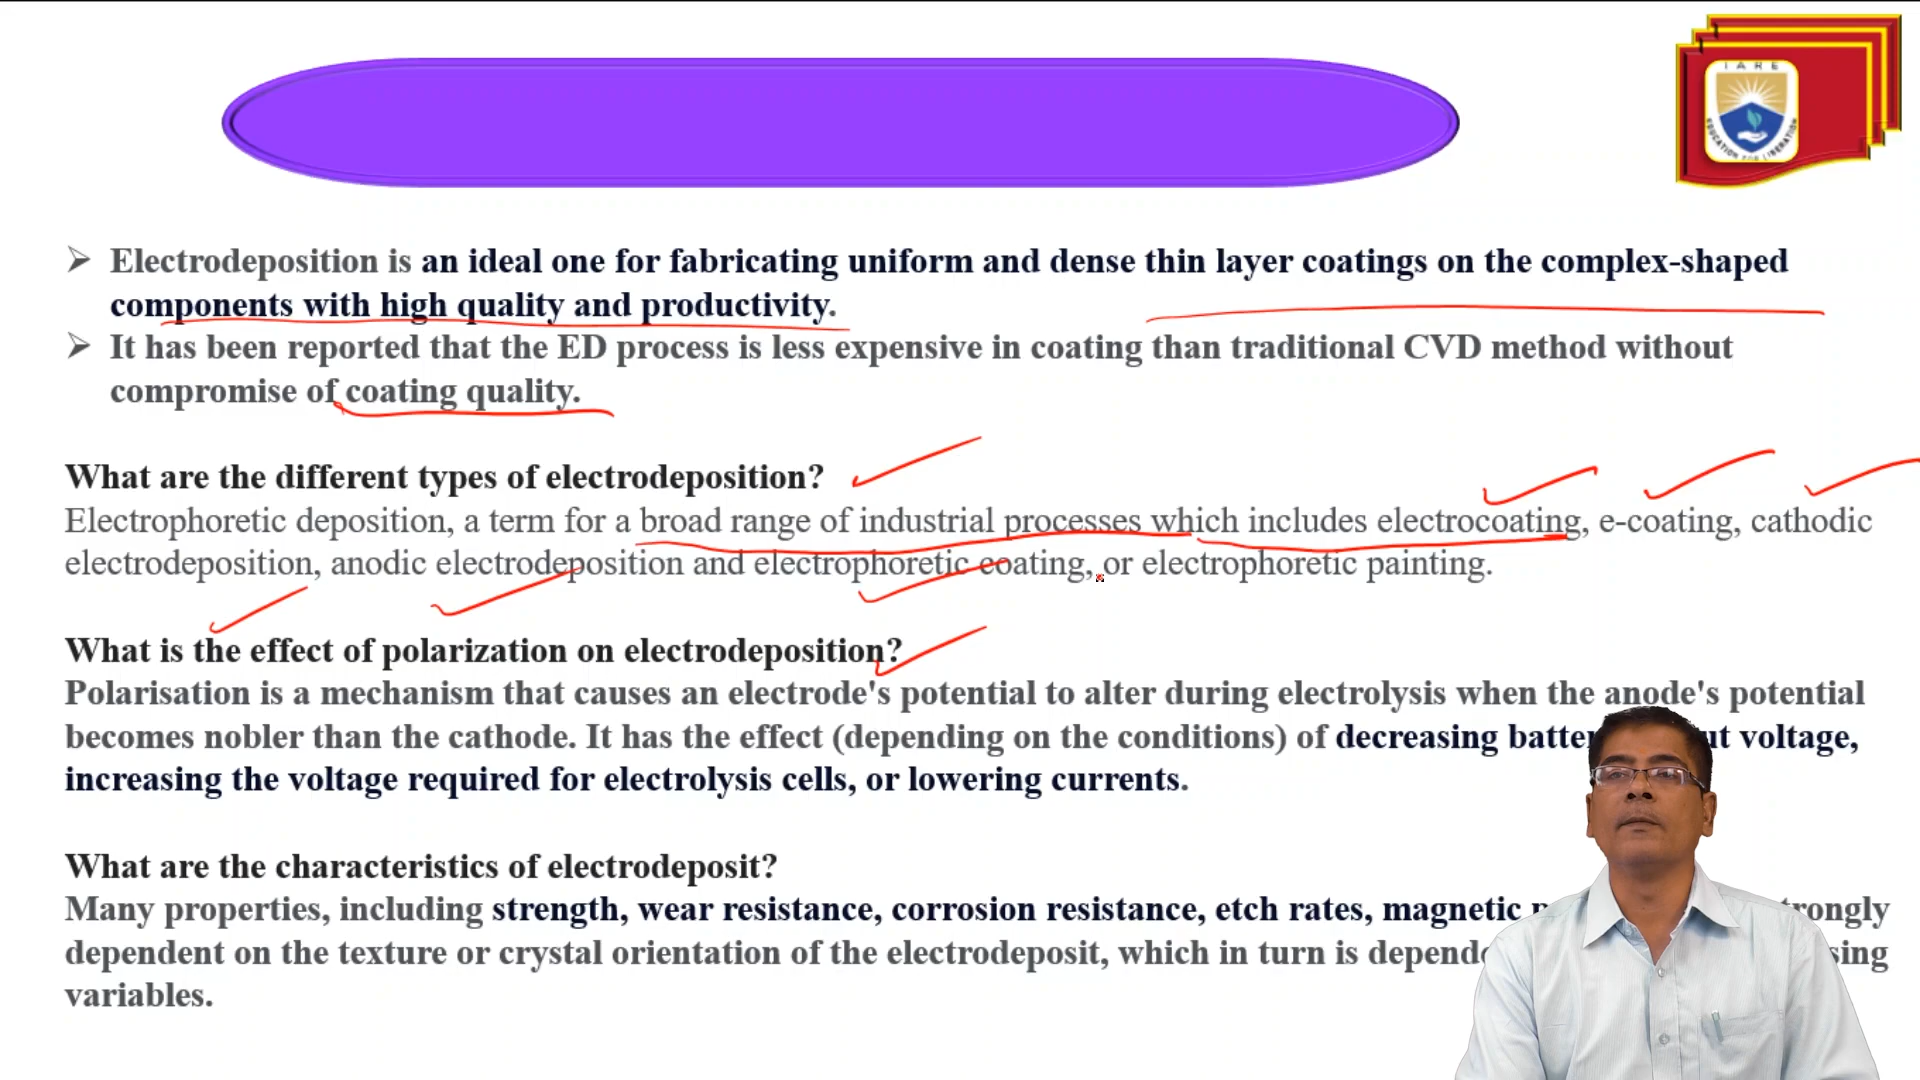 IARE
EDUCATION FOR LIBERATION
Electrodeposition is an ideal one for fabricating uniform and dense thin layer coatings on the complex-shaped
components with high quality and productivity.
It has been reported that the ED process is less expensive in coating than traditional CVD method without
compromise of coating quality.
What are the different types of electrodeposition?
Electrophoretic deposition, a term for a broad range of industrial processes which includes electrocoating, e-coating, cathodic
electrodeposition, anodic electrodeposition and electrophoretic coating, or electrophoretic painting.
What is the effect of polarization on electrodeposition?
Polarisation is a mechanism that causes an electrode's potential to alter during electrolysis when the anode's potential
becomes nobler than the cathode. It has the effect (depending on the conditions) of decreasing voltage,
increasing the voltage required for electrolysis cells, or lowering currents.
What are the characteristics of electrodeposit?
Many properties, including strength, wear resistance, corrosion resistance, etch rates, magnetic
dependent on the texture or crystal orientation of the electrodeposit, which in turn is
variables.